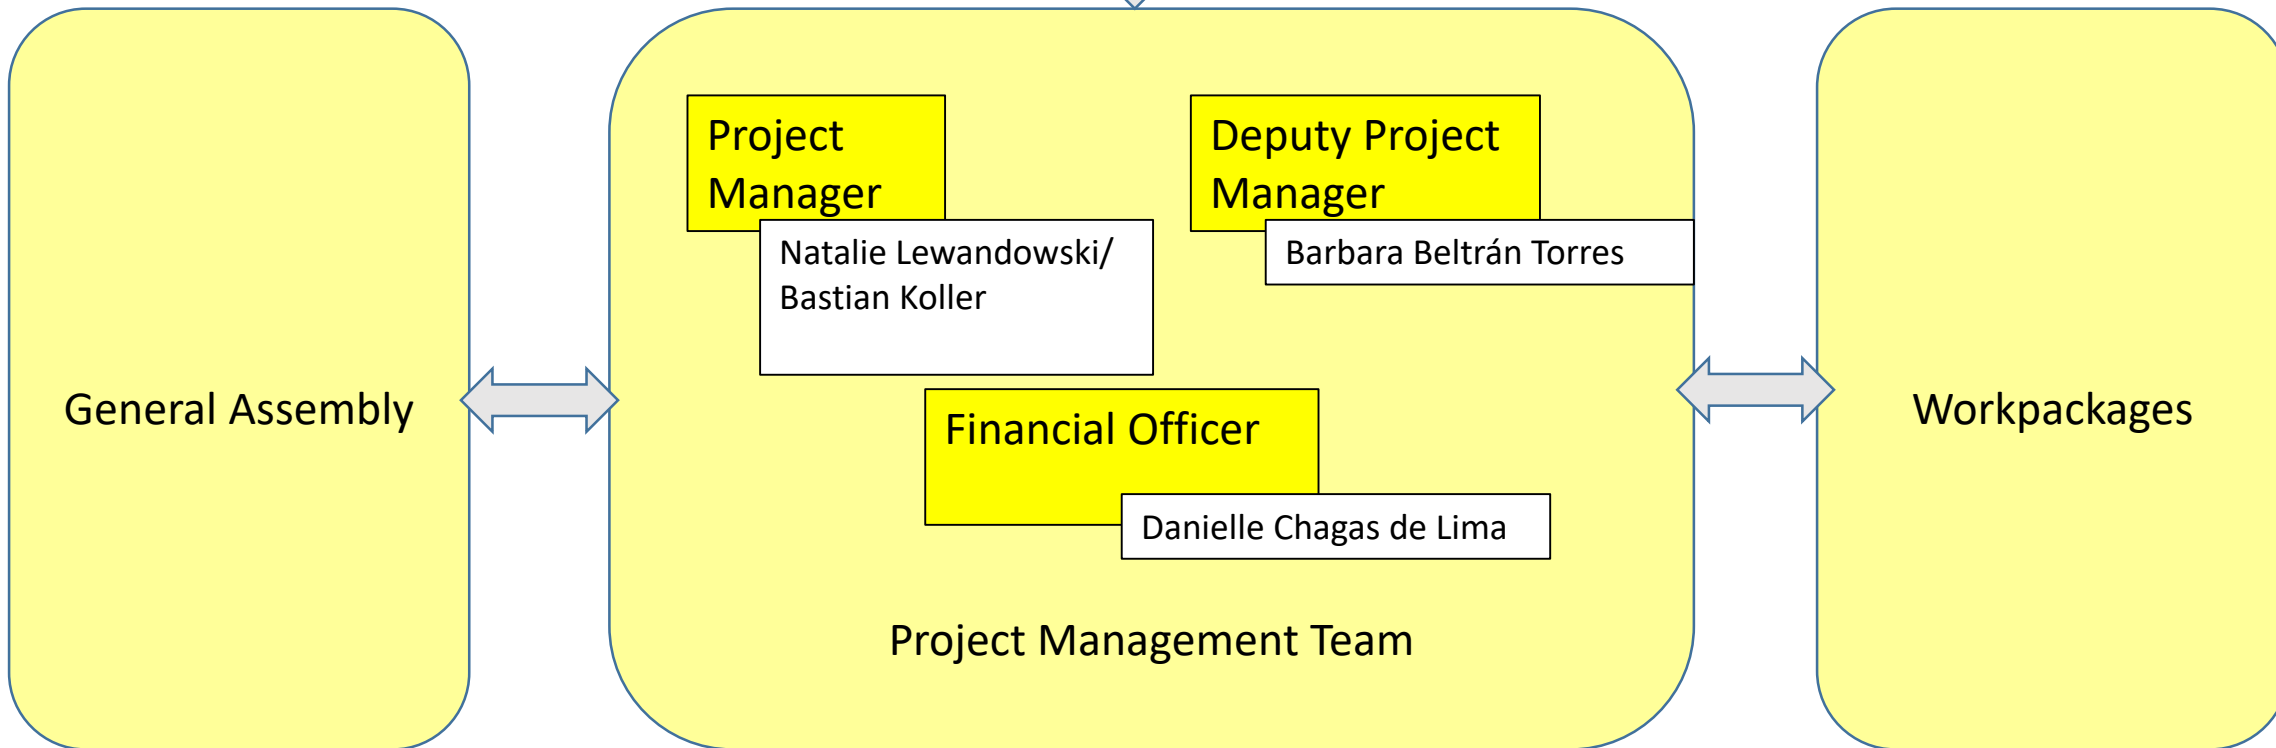 General Assembly
Project
Manager
Natalie Lewandowski/
Bastian Koller
Deputy Project
Manager
Barbara Beltrán Torres
Financial Officer
Danielle Chagas de Lima
Project Management Team
Workpackages